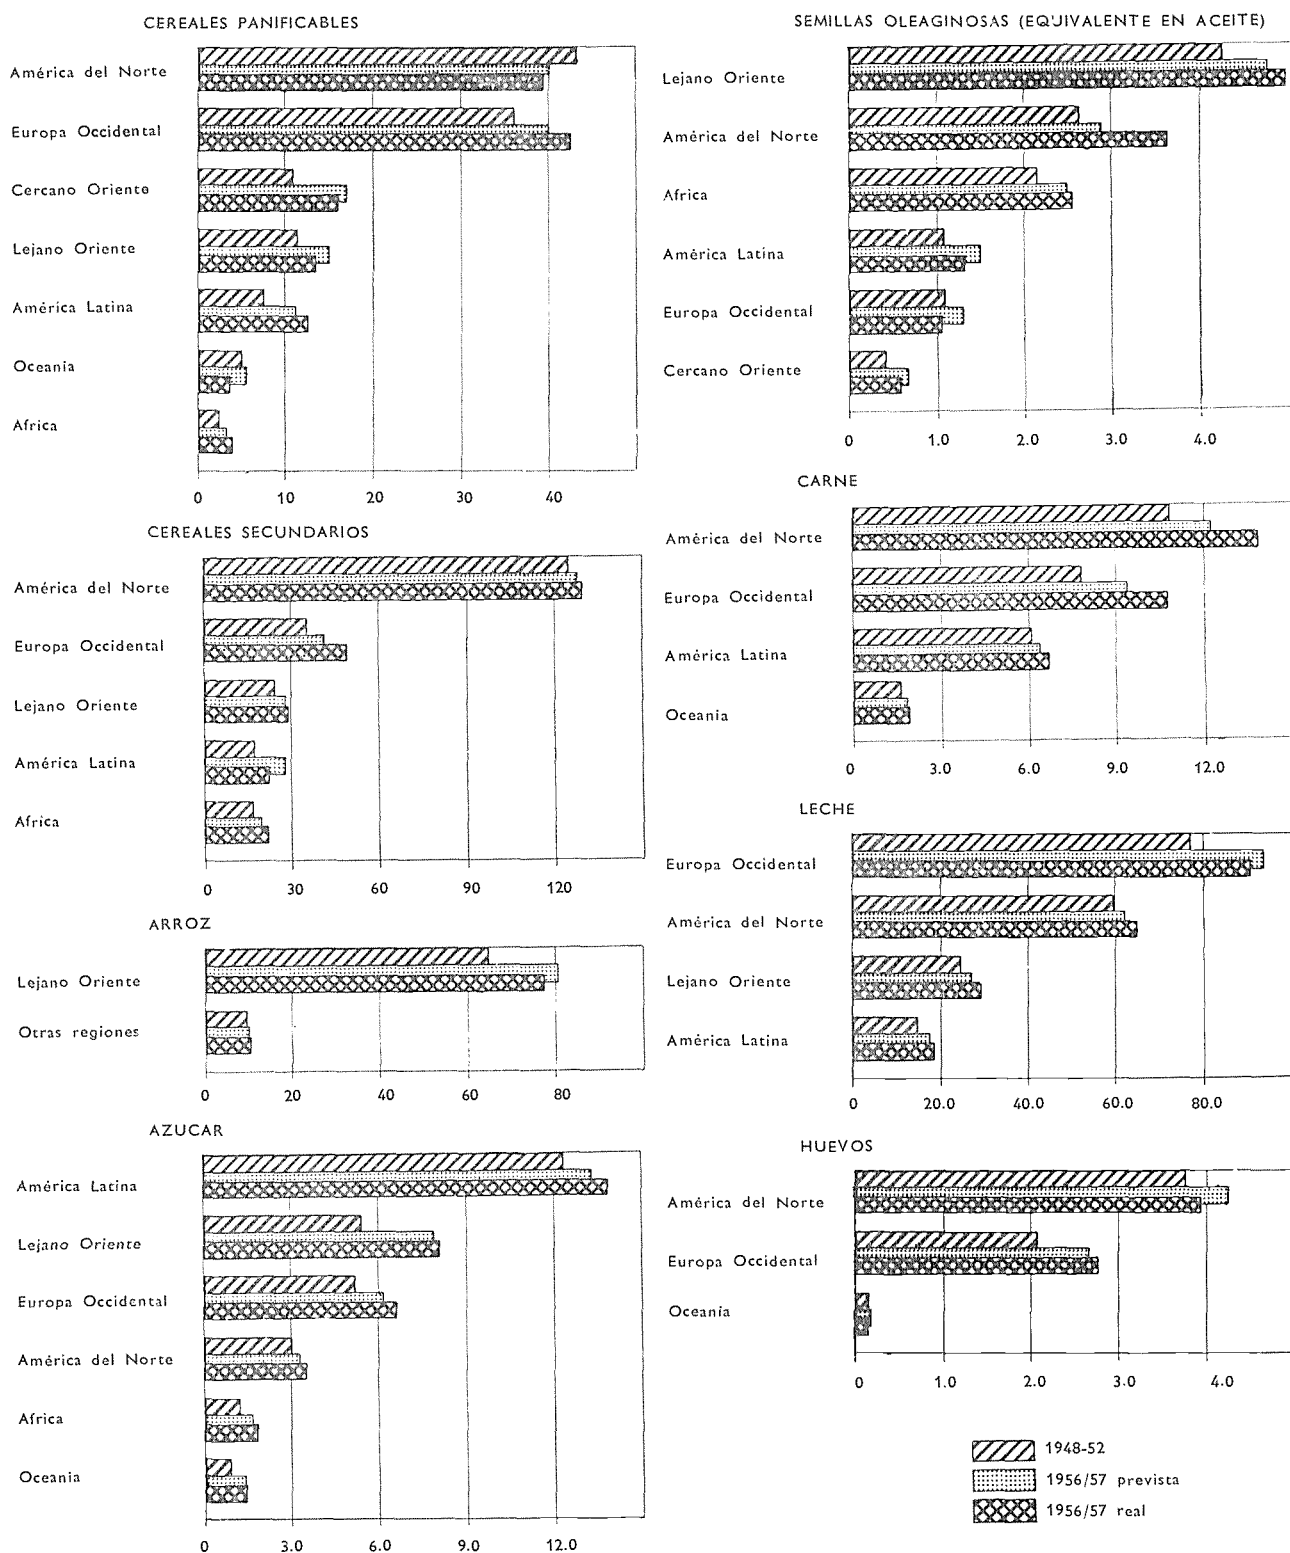 CEREALES PANIFICABLES
América del Norte
Europa Occidental
Cercano Oriente
Lejano Oriente
América Latina
Oceania
Africa
0 10 20 30 40
CEREALES SECUNDARIOS
América del Norte
Europa Occidental
Lejano Oriente
América Latina
Africa
0 30 60 90 120
ARROZ
Lejano Oriente
Otras regiones
0 20 40 60 80
AZUCAR
América Latina
Lejano Oriente
Europa Occidental
América del Norte
Africa
Oceania
0 3.0 6.0 9.0 12.0
SEMILLAS OLEAGINOSAS (EQUIVALENTE EN ACEITE)
Lejano Oriente
América del Norte
Africa
América Latina
Europa Occidental
Cercano Oriente
0 1.0 2.0 3.0 4.0
CARNE
América del Norte
Europa Occidental
América Latina
Oceania
0 3.0 6.0 9.0 12.0
LECHE
Europa Occidental
América del Norte
Lejano Oriente
América Latina
0 20.0 40.0 60.0 80.0
HUEVOS
América del Norte
Europa Occidental
Oceanía
0 1.0 2.0 3.0 4.0
1948-52
1956/57 prevista
1956/57 real